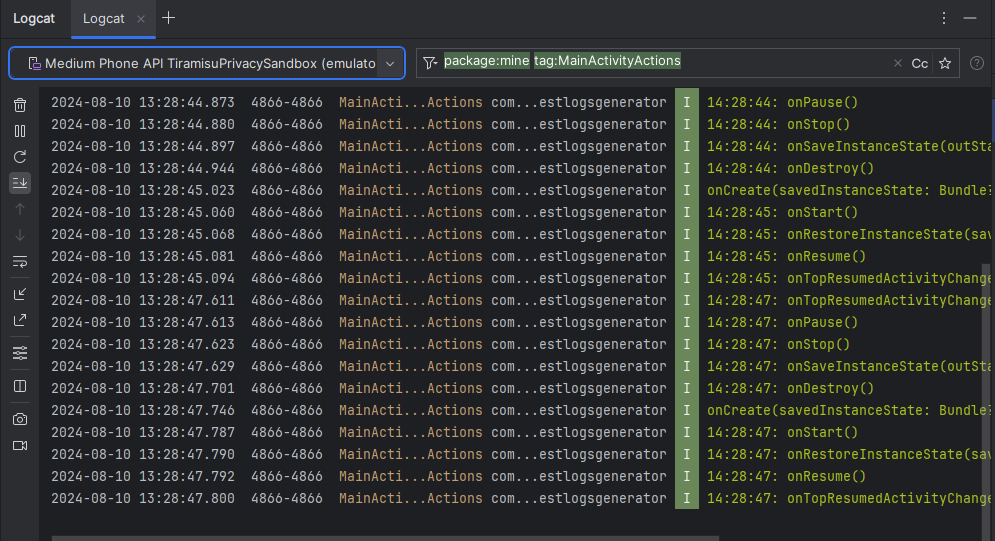 Logcat Logcat
Medium Phone API TiramisuPrivacySandbox (emulato package:mine tag:MainActivityActions Cc
2024-08-10 13:28:44.873 4866-4866 MainActi...Actions com...estlogsgenerator I 14:28:44: onPause()
2024-08-10 13:28:44.880 4866-4866 MainActi...Actions com...estlogsgenerator I 14:28:44: onStop()
2024-08-10 13:28:44.897 4866-4866 MainActi...Actions com...estlogsgenerator I 14:28:44: onSaveInstanceState(outSta
2024-08-10 13:28:44.944 4866-4866 MainActi...Actions com...estlogsgenerator I 14:28:44: onDestroy()
2024-08-10 13:28:45.023 4866-4866 MainActi...Actions com...estlogsgenerator I onCreate(savedInstanceState: Bundle?
2024-08-10 13:28:45.060 4866-4866 MainActi...Actions com...estlogsgenerator I 14:28:45: onStart()
2024-08-10 13:28:45.068 4866-4866 MainActi...Actions com...estlogsgenerator I 14:28:45: onRestoreInstanceState(sav
2024-08-10 13:28:45.081 4866-4866 MainActi...Actions com...estlogsgenerator I 14:28:45: onResume()
2024-08-10 13:28:45.094 4866-4866 MainActi...Actions com...estlogsgenerator I 14:28:45: onTopResumedActivityChange
2024-08-10 13:28:47.611 4866-4866 MainActi...Actions com...estlogsgenerator I 14:28:47: onTopResumedActivityChange
2024-08-10 13:28:47.613 4866-4866 MainActi...Actions com...estlogsgenerator I 14:28:47: onPause()
2024-08-10 13:28:47.623 4866-4866 MainActi...Actions com...estlogsgenerator I 14:28:47: onStop()
2024-08-10 13:28:47.629 4866-4866 MainActi...Actions com...estlogsgenerator I 14:28:47: onSaveInstanceState(outSta
2024-08-10 13:28:47.701 4866-4866 MainActi...Actions com...estlogsgenerator I 14:28:47: onDestroy()
2024-08-10 13:28:47.746 4866-4866 MainActi...Actions com...estlogsgenerator I onCreate(savedInstanceState: Bundle?
2024-08-10 13:28:47.787 4866-4866 MainActi...Actions com...estlogsgenerator I 14:28:47: onStart()
2024-08-10 13:28:47.790 4866-4866 MainActi...Actions com...estlogsgenerator I 14:28:47: onRestoreInstanceState(sav
2024-08-10 13:28:47.792 4866-4866 MainActi...Actions com...estlogsgenerator I 14:28:47: onResume()
2024-08-10 13:28:47.800 4866-4866 MainActi...Actions com...estlogsgenerator I 14:28:47: onTopResumedActivityChange